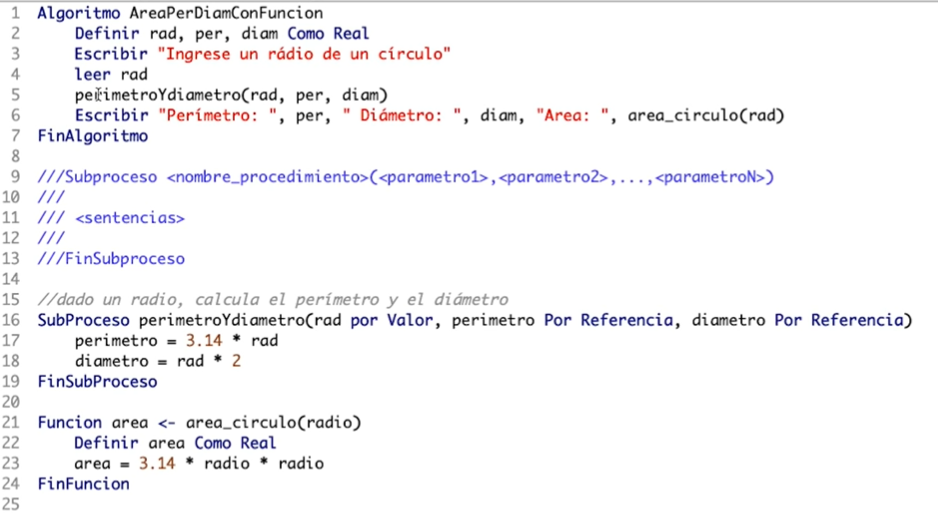 1 Algoritmo AreaPerDiamConFuncion
2 Definir rad, per, diam Como Real
3 Escribir "Ingrese un rádio de un círculo"
4 leer rad
5 perimetroYdiametro(rad, per, diam)
6 Escribir "Perímetro: ", per, " Diámetro: ", diam, "Area: ", area_circulo(rad)
7 FinAlgoritmo
8
9 ///Subproceso <nombre_procedimiento>(<parametro1>,<parametro2>,...,<parametroN>)
10 ///
11 /// <sentencias>
12 ///
13 ///FinSubproceso
14
15 //dado un radio, calcula el perímetro y el diámetro
16 SubProceso perimetroYdiametro(rad por Valor, perimetro Por Referencia, diametro Por Referencia)
17 perimetro = 3.14 * rad
18 diametro = rad * 2
19 FinSubProceso
20
21 Funcion area <- area_circulo(radio)
22 Definir area Como Real
23 area = 3.14 * radio * radio
24 FinFuncion
25